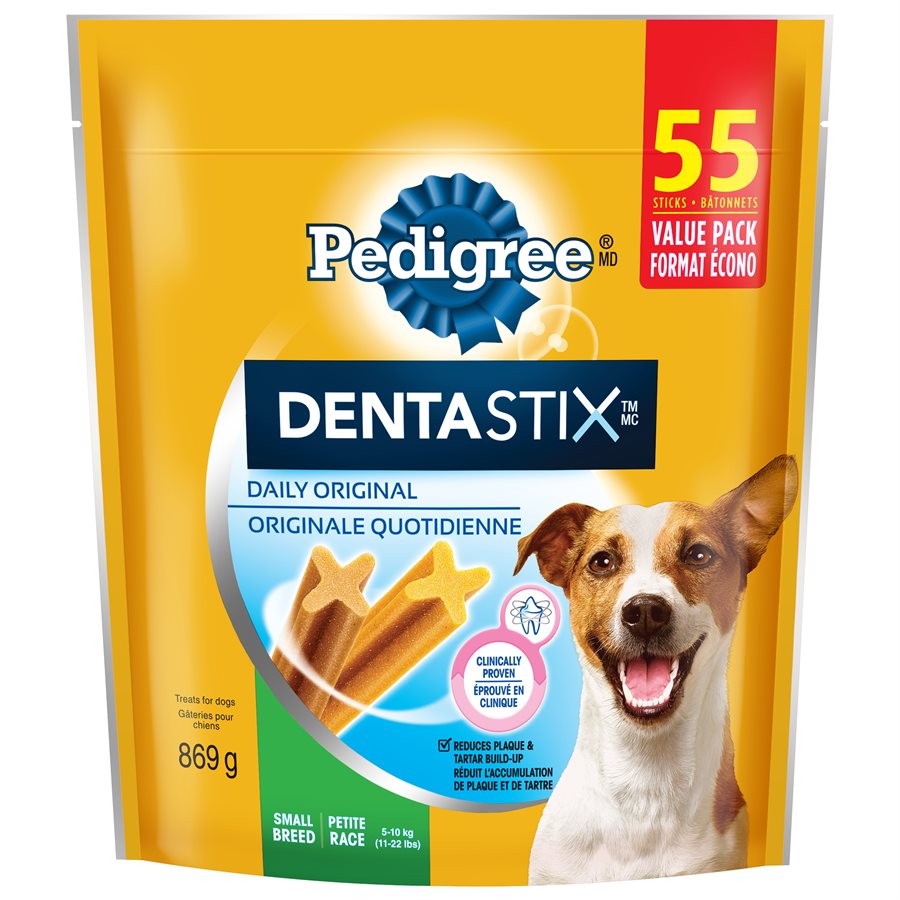 55
STICKS • BÂTONNETS
VALUE PACK
FORMAT ÉCONO
Pedigree®
MD
DENTASTIX™
MC
DAILY ORIGINAL
ORIGINALE QUOTIDIENNE
CLINICALLY
PROVEN
ÉPROUVÉ EN
CLINIQUE
REDUCES PLAQUE &
TARTAR BUILD-UP
RÉDUIT L'ACCUMULATION
DE PLAQUE ET DE TARTRE
Treats for dogs
Gâteries pour
chiens
869 g
SMALL
BREED
PETITE
RACE
5-10 kg
(11-22 lbs)